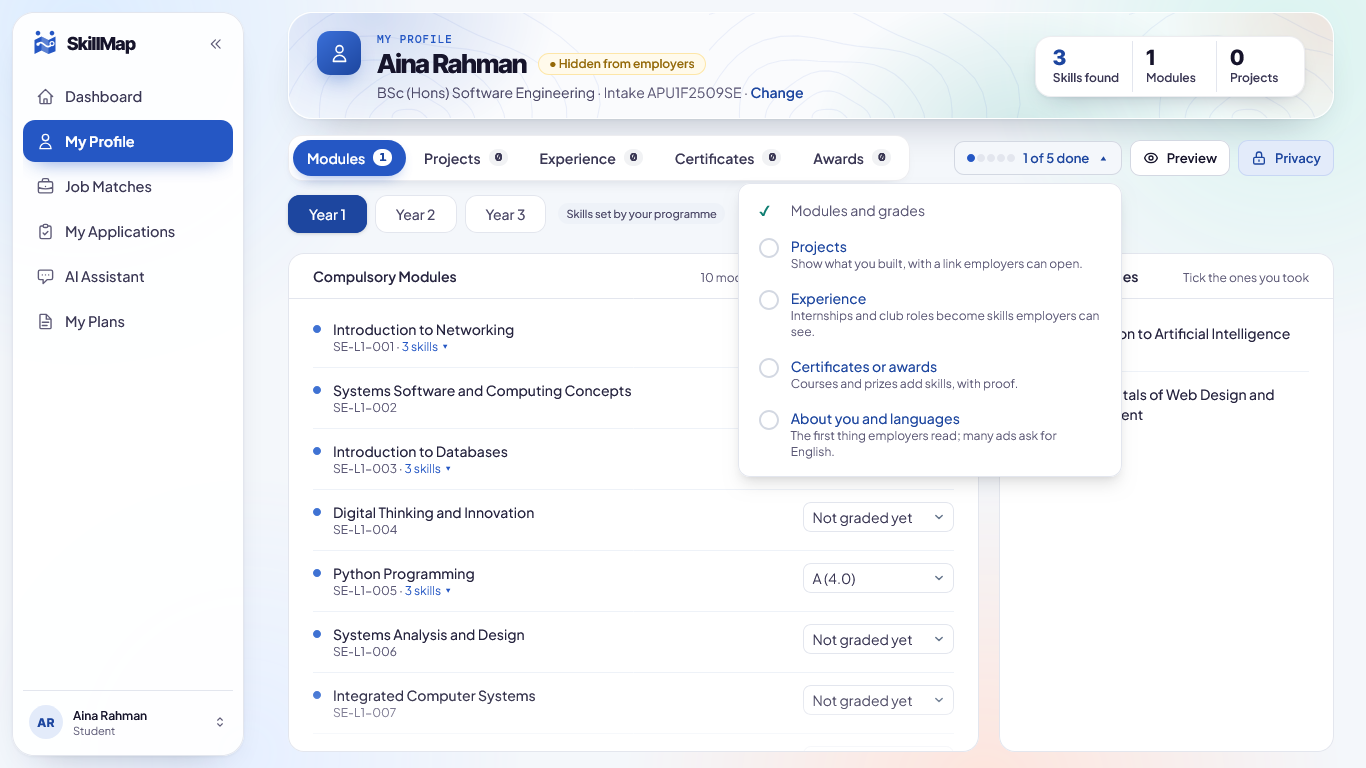 SkillMap
Dashboard
My Profile
Job Matches
My Applications
AI Assistant
My Plans
AR
Aina Rahman
Student
MY PROFILE
Aina Rahman
Hidden from employers
BSc (Hons) Software Engineering · Intake APU1F2509SE · Change
3
Skills found
1
Modules
0
Projects
Modules 1
Projects 0
Experience 0
Certificates 0
Awards 0
1 of 5 done
Preview
Privacy
Year 1
Year 2
Year 3
Skills set by your programme
Modules and grades
Projects
Show what you built, with a link employers can open.
Experience
Internships and club roles become skills employers can
see.
Certificates or awards
Courses and prizes add skills, with proof.
About you and languages
The first thing employers read; many ads ask for
English.
Compulsory Modules
10
Introduction to Networking
SE-L1-001 · 3 skills
Systems Software and Computing Concepts
SE-L1-002
Introduction to Databases
SE-L1-003 · 3 skills
Digital Thinking and Innovation
SE-L1-004
Not graded yet
Python Programming
SE-L1-005 · 3 skills
A (4.0)
Systems Analysis and Design
SE-L1-006
Not graded yet
Integrated Computer Systems
SE-L1-007
Not graded yet
Tick the ones you took
to Artificial Intelligence
of Web Design and